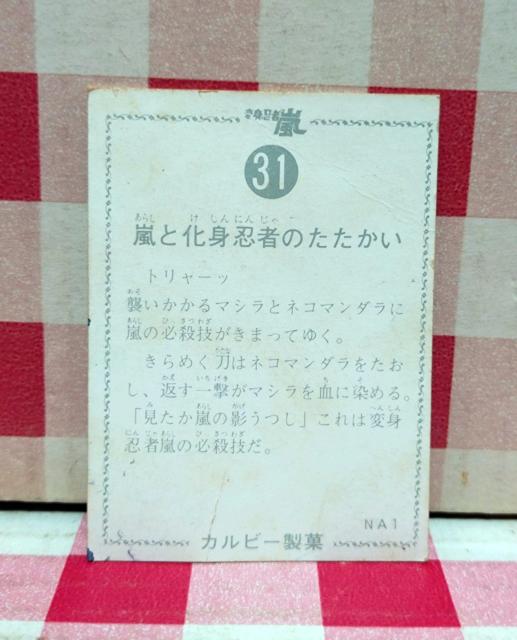 変身忍者嵐
31
嵐と化身忍者のたたかい
トリャーッ
襲いかかるマシラとネコマンダラに
嵐の必殺技がきまってゆく。
きらめく刀はネコマンダラをたお
し、返す一撃がマシラを血に染める。
「見たか嵐の影うつし」これは変身
忍者嵐の必殺技だ。
NA1
カルビー製菓